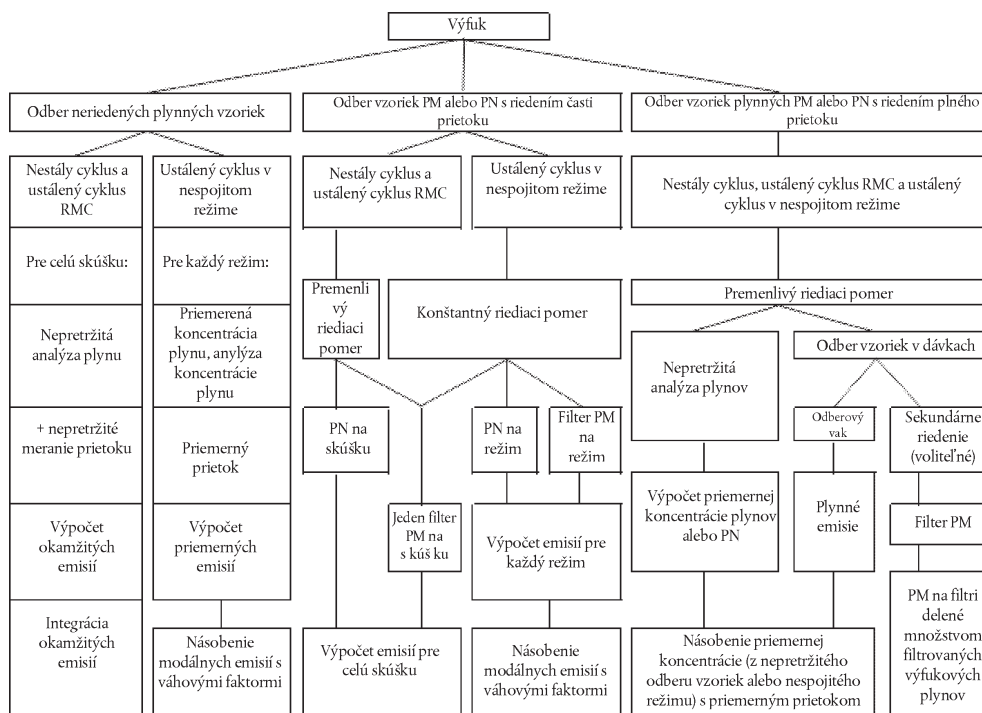 Výfuk
Odber neriedených plynných vzoriek
Odber vzoriek PM alebo PN s riedením časti
prietoku
Odber vzoriek plynných PM alebo PN s riedením plného
prietoku
Nestály cyklus a
ustálený cyklus
RMC
Ustálený cyklus v
nespojitom
režime
Nestály cyklus a
ustálený cyklus RMC
Ustálený cyklus v
nespojitom režime
Nestály cyklus, ustálený cyklus RMC a ustálený
cyklus v nespojitom režime
Pre celú skúšku:
Pre každý režim:
Premenli
vý
riediaci
pomer
Konštantný riediaci pomer
Premenlivý riediaci pomer
Nepretržitá
analýza plynu
Priemerená
koncentrácia
plynu, anylýza
koncentrácie
plynu
Nepretržitá
analýza plynov
Odber vzoriek v dávkach
+ nepretržité
meranie prietoku
Priemerný
prietok
PN na
skúšku
PN na
režim
Filter PM
na
režim
Odberový
vak
Sekundárne
riedenie
(voliteľné)
Výpočet
okamžitých
emisií
Výpočet
priemerných
emisií
Jeden filter
PM na
s kúš ku
Výpočet emisií pre
každý režim
Výpočet priemernej
koncentrácie plynov
alebo PN
Plynné
emisie
Filter PM
Integrácia
okamžitých
emisií
Násobenie
modálnych emisií s
váhovými faktormi
Výpočet emisií pre
celú skúšku
Násobenie
modálnych emisií s
váhovými faktormi
Násobenie priemernej
koncentrácie (z nepretržitého
odberu vzoriek alebo nespojitého
režimu) s priemerným prietokom
PM na filtri
delené
množstvom
filtrovaných
výfukových
plynov